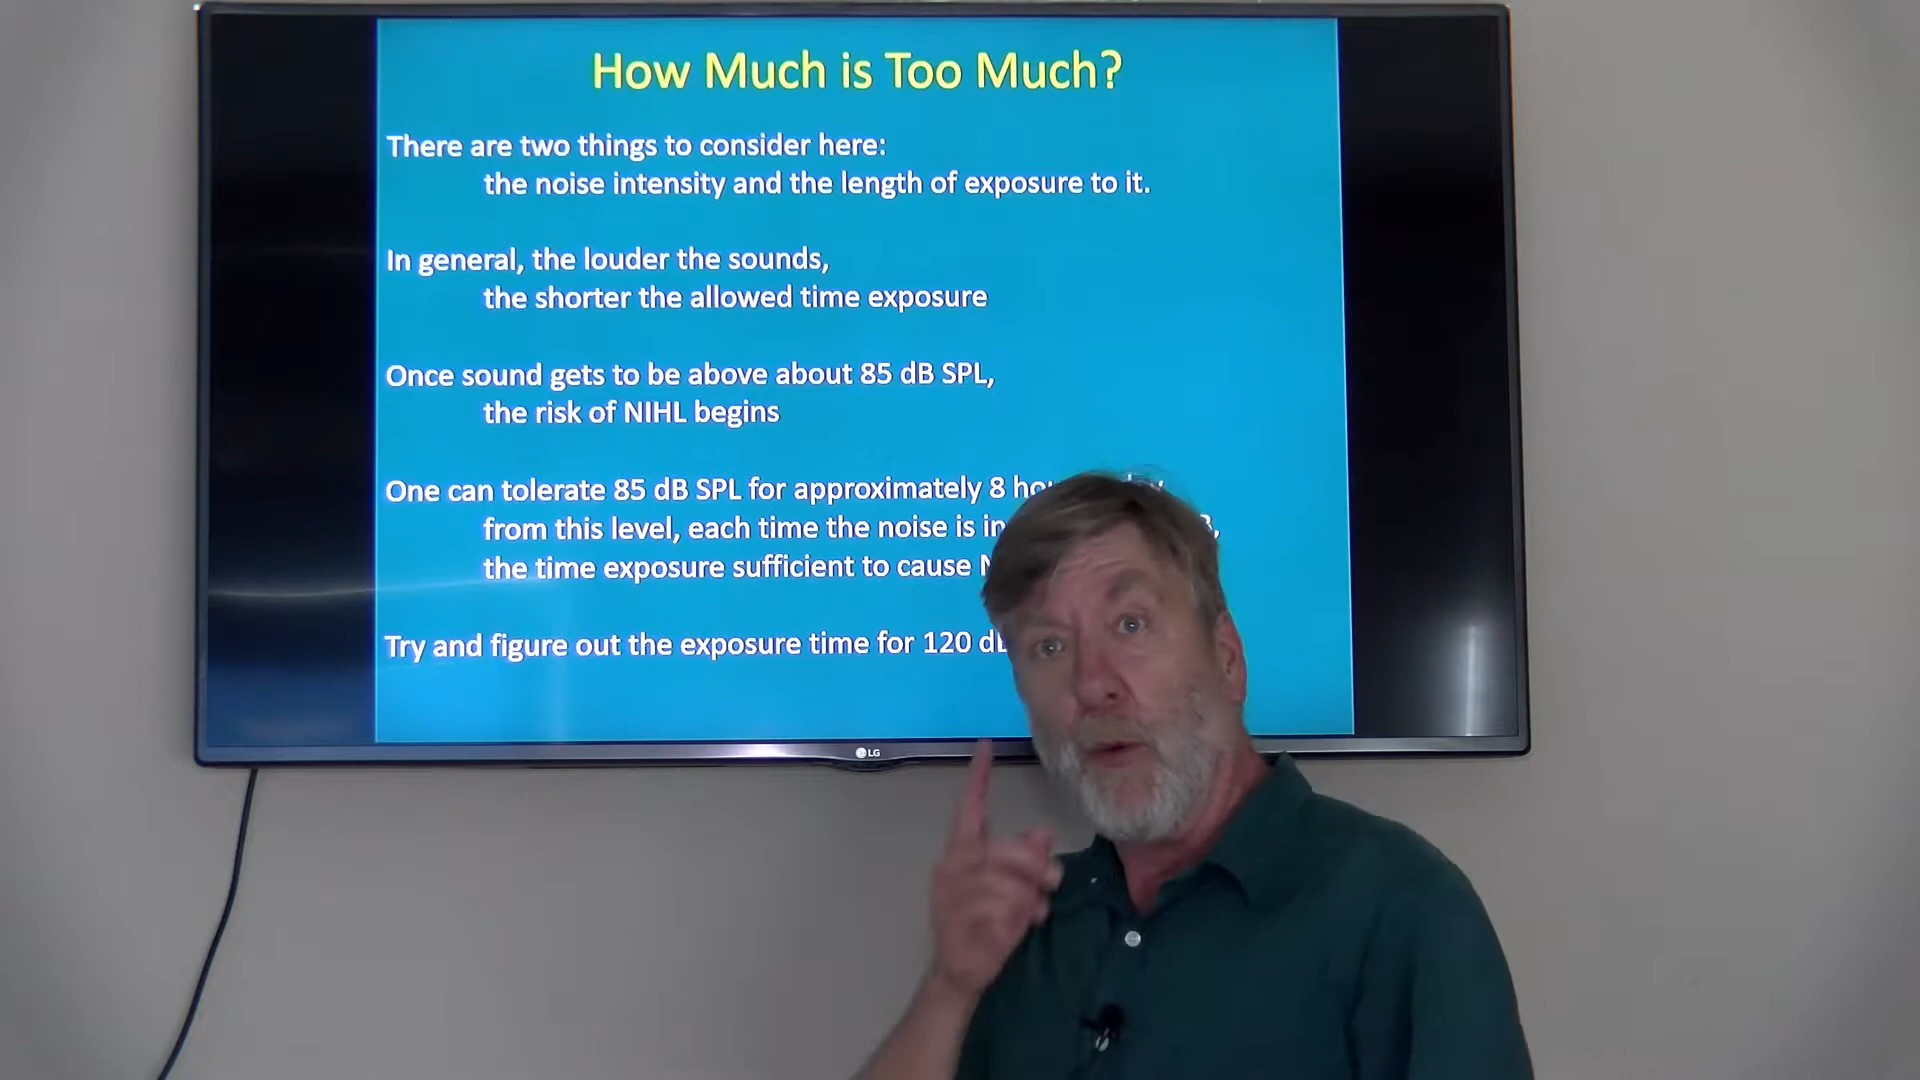 How Much is Too Much?
There are two things to consider here:
the noise intensity and the length of exposure to it.
In general, the louder the sounds,
the shorter the allowed time exposure
Once sound gets to be above about 85 dB SPL,
the risk of NIHL begins
One can tolerate 85 dB SPL for approximately 8
from this level, each time the noise is
the time exposure sufficient to cause
Try and figure out the exposure time for 120
LG